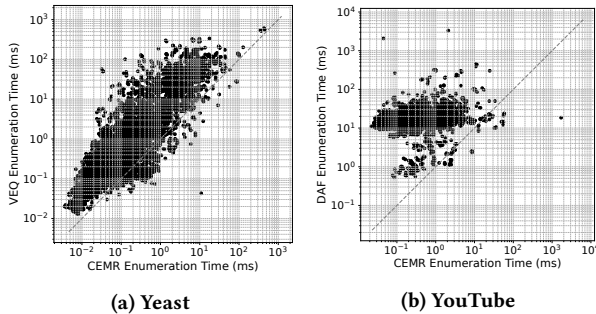 10³
10²
10¹
10⁰
10⁻¹
10⁻²
VEQ Enumeration Time (ms)
10⁻² 10⁻¹ 10⁰ 10¹ 10² 10³
CEMR Enumeration Time (ms)
(a) Yeast
10⁴
10³
10²
10¹
10⁰
10⁻¹
DAF Enumeration Time (ms)
10⁻¹ 10⁰ 10¹ 10² 10³ 10⁴
CEMR Enumeration Time (ms)
(b) YouTube